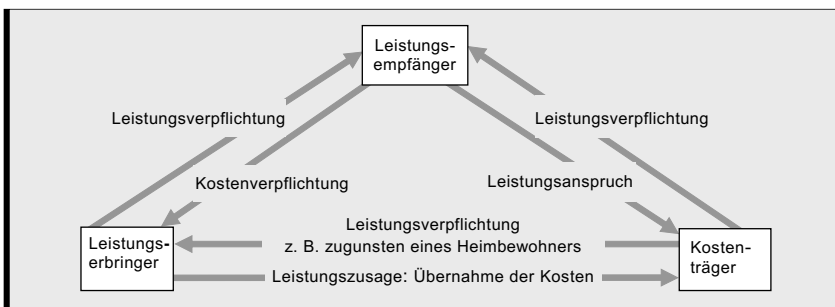 Leistungs-
empfänger
Leistungsverpflichtung
Leistungsverpflichtung
Kostenverpflichtung
Leistungsanspruch
Leistungsverpflichtung
z. B. zugunsten eines Heimbewohners
Leistungs-
erbringer
Kosten-
träger
Leistungszusage: Übernahme der Kosten